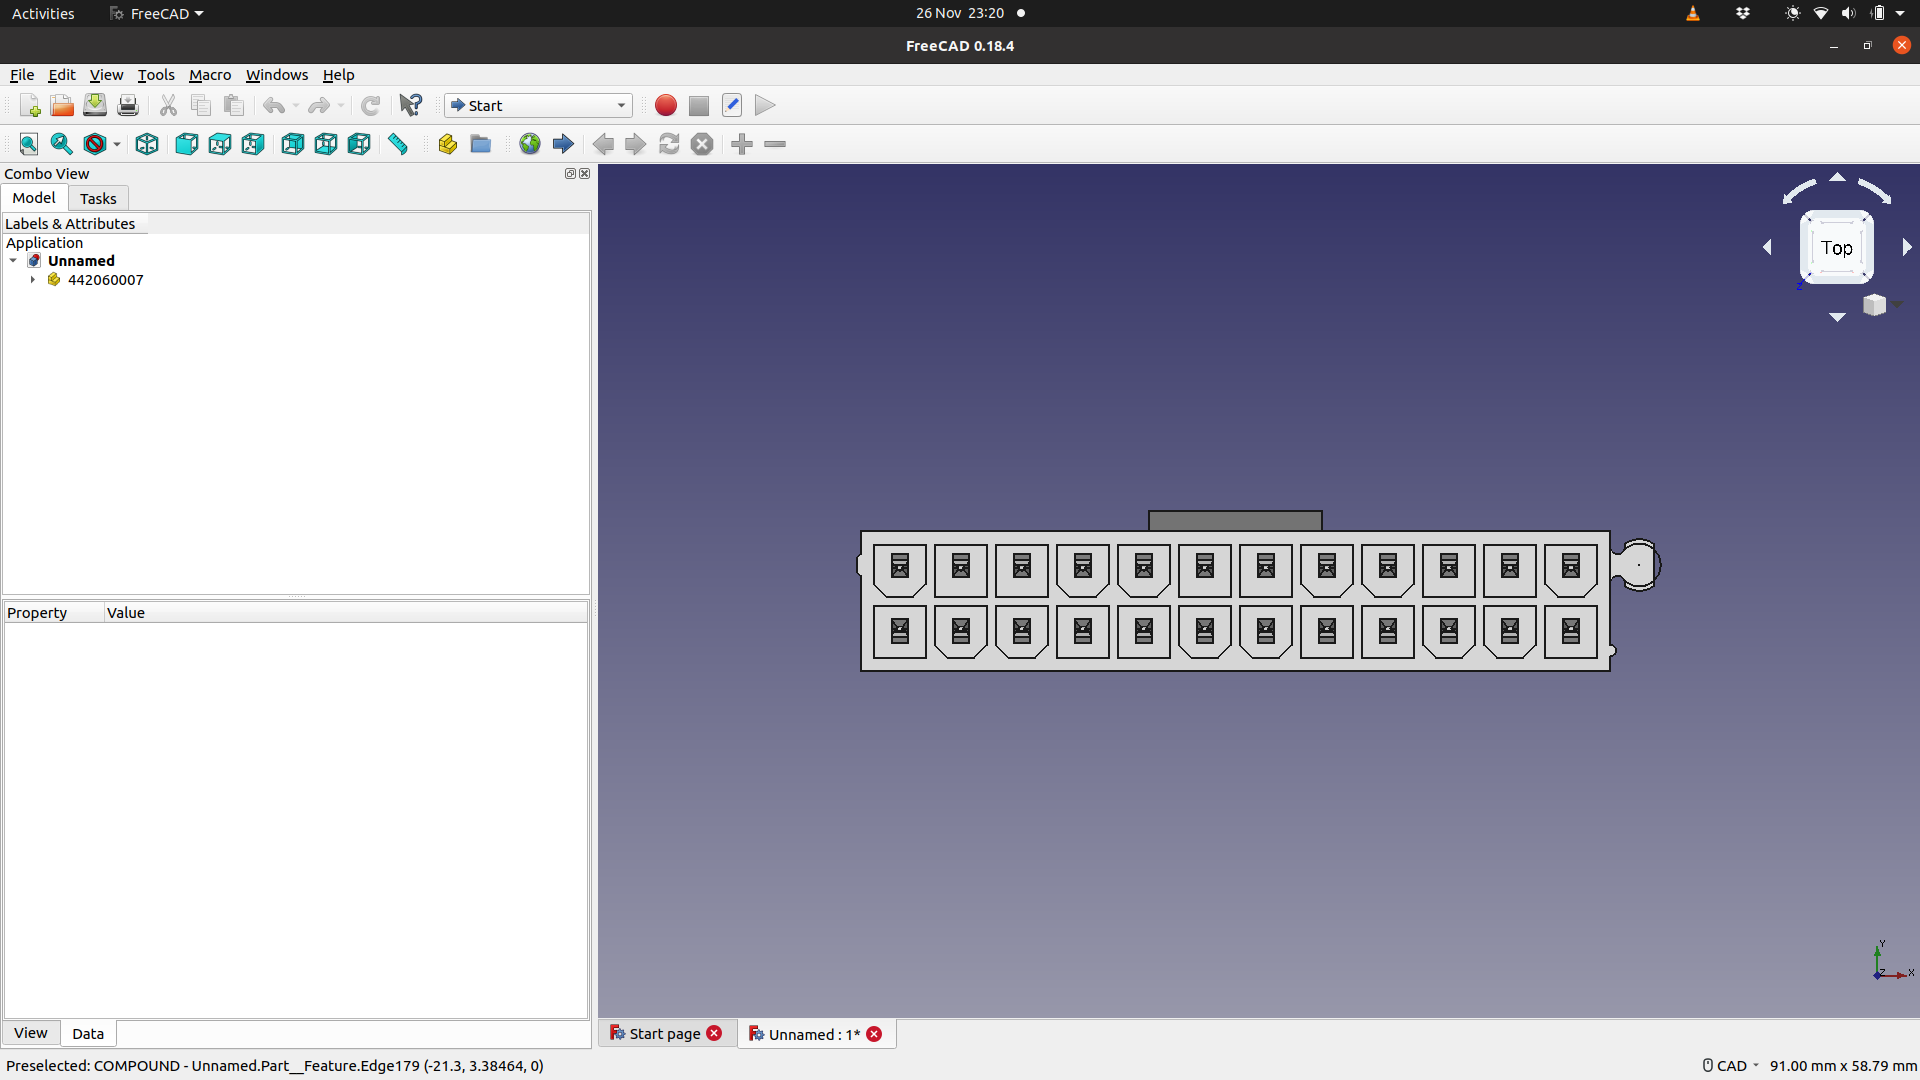 Activities FreeCAD 26 Nov 23:20
FreeCAD 0.18.4
File Edit View Tools Macro Windows Help
Start
Combo View
Model Tasks
Labels & Attributes
Application
Unnamed
442060007
Top
Z
Property Value
Y
Z X
View Data
Start page Unnamed : 1*
Preselected: COMPOUND - Unnamed.Part__Feature.Edge179 (-21.3, 3.38464, 0) CAD 91.00 mm x 58.79 mm